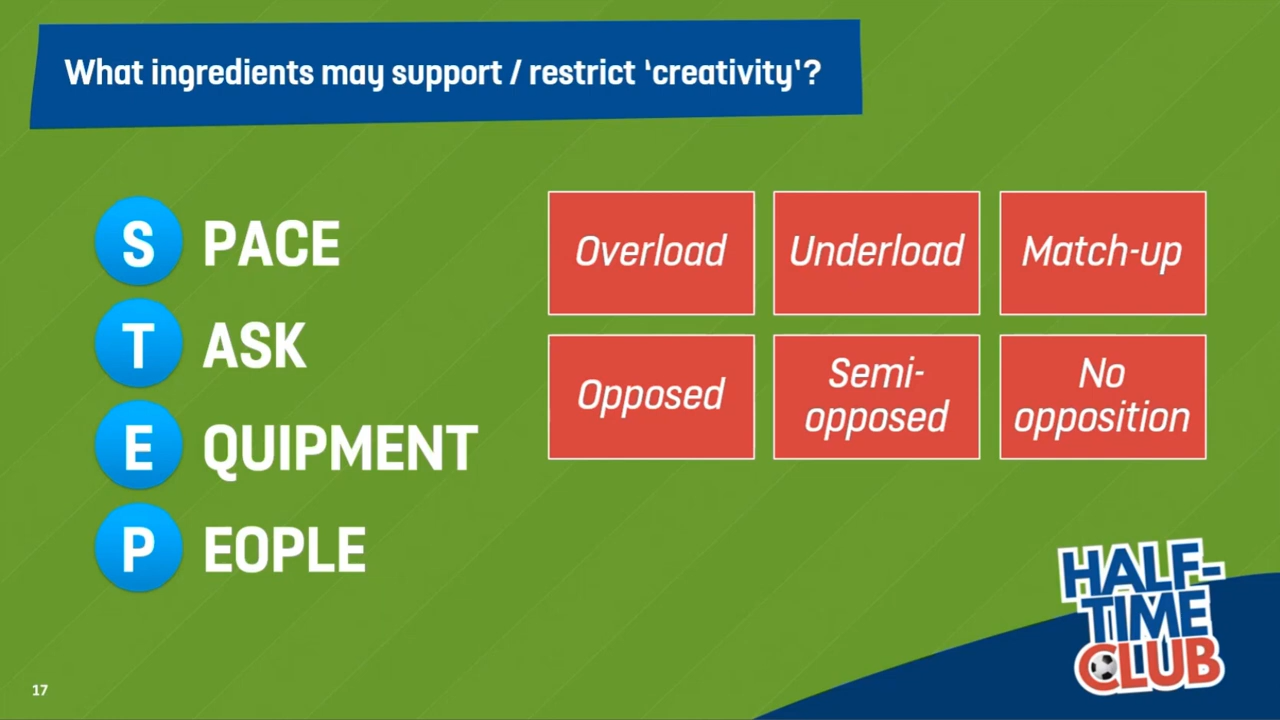 What ingredients may support / restrict ‘creativity'?
S PACE
T ASK
E QUIPMENT
P EOPLE
Overload
Underload
Match-up
Opposed
Semi-
opposed
No
opposition
HALF-
TIME
CLUB
17